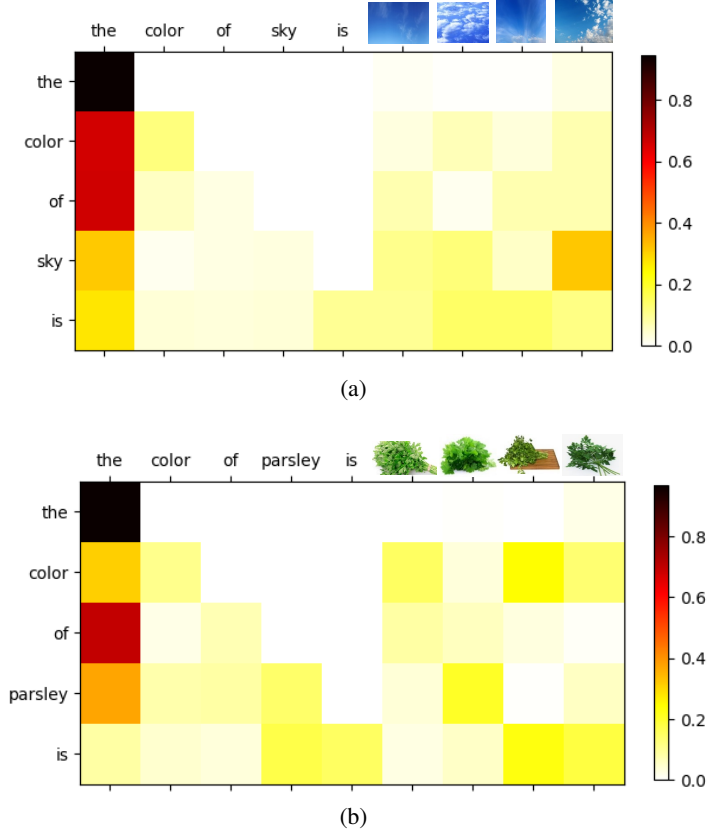 the color of sky is
the
color
of
sky
is
0.8
0.6
0.4
0.2
0.0
(a)
the color of parsley is
the
color
of
parsley
is
0.8
0.6
0.4
0.2
0.0
(b)